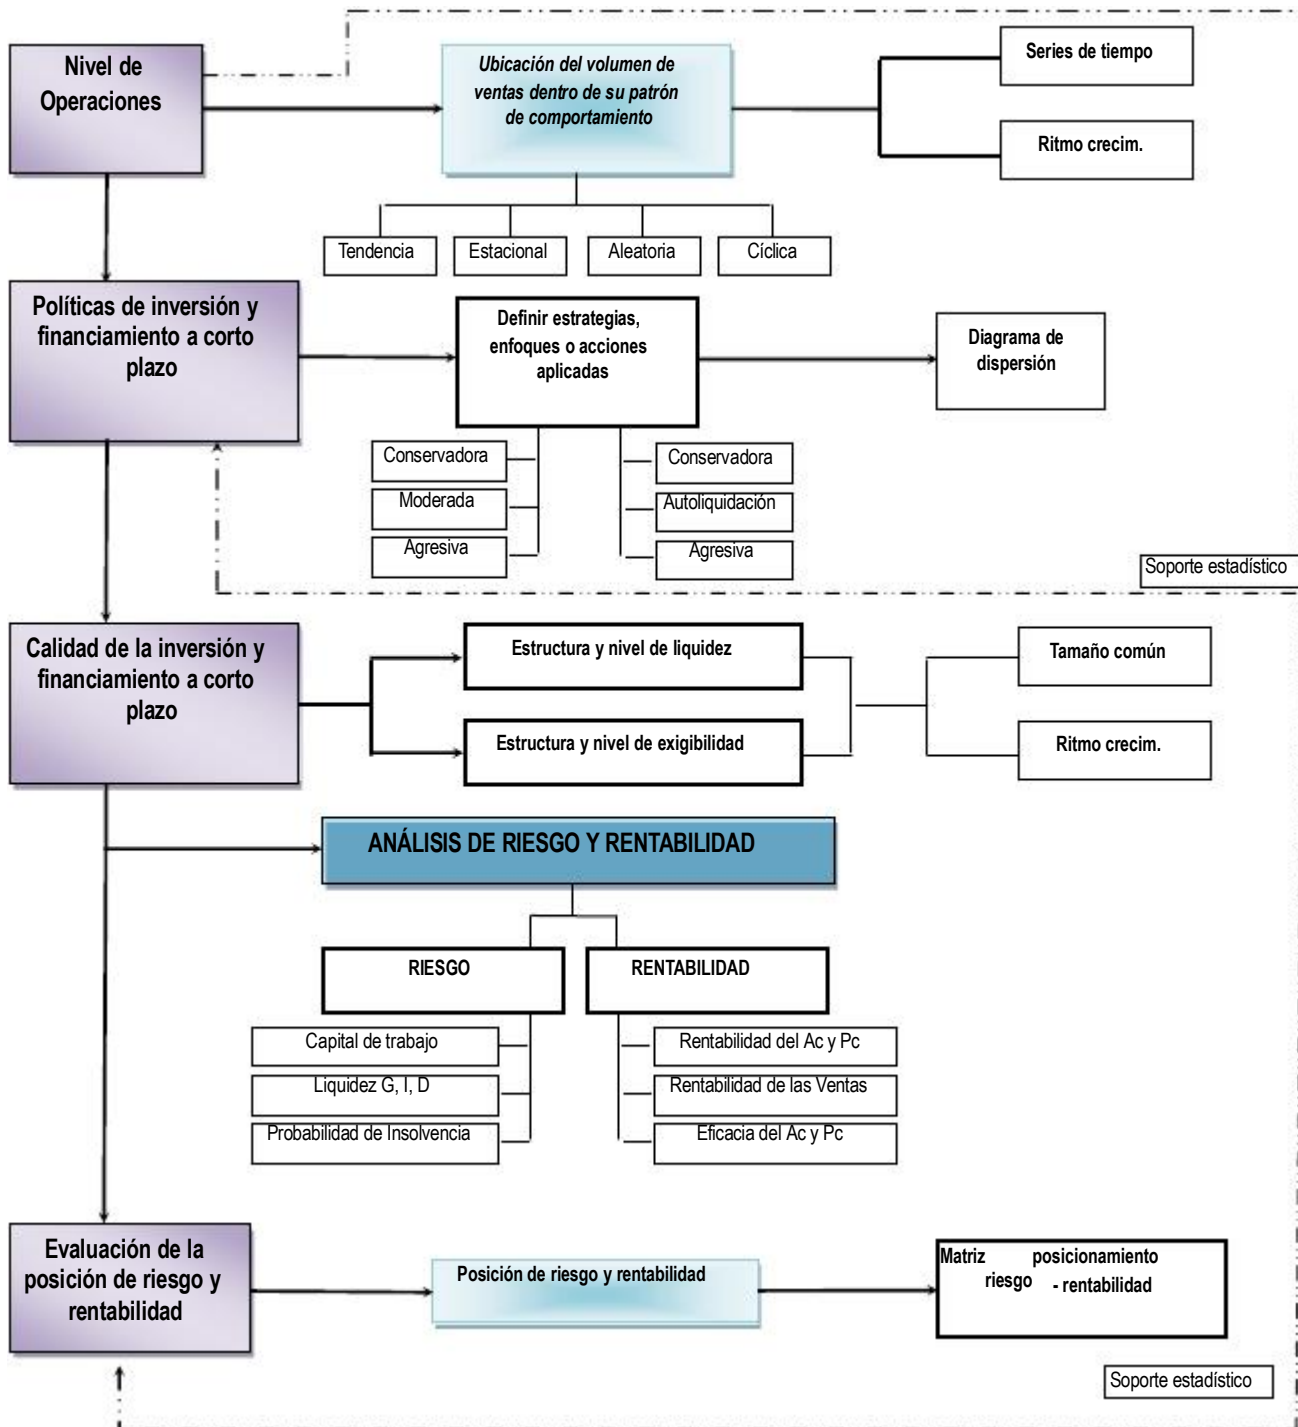 Nivel de
Operaciones
Ubicación del volumen de
ventas dentro de su patrón
de comportamiento
Series de tiempo
Ritmo crecim.
Tendencia
Estacional
Aleatoria
Cíclica
Políticas de inversión y
financiamiento a corto
plazo
Definir estrategias,
enfoques o acciones
aplicadas
Diagrama de
dispersión
Conservadora
Moderada
Agresiva
Conservadora
Autoliquidación
Agresiva
Soporte estadístico
Calidad de la inversión y
financiamiento a corto
plazo
Estructura y nivel de liquidez
Estructura y nivel de exigibilidad
Tamaño común
Ritmo crecim.
ANÁLISIS DE RIESGO Y RENTABILIDAD
RIESGO
RENTABILIDAD
Capital de trabajo
Liquidez G, I, D
Probabilidad de Insolvencia
Rentabilidad del Ac y Pc
Rentabilidad de las Ventas
Eficacia del Ac y Pc
Evaluación de la
posición de riesgo y
rentabilidad
Posición de riesgo y rentabilidad
Matriz posicionamiento
riesgo - rentabilidad
Soporte estadístico